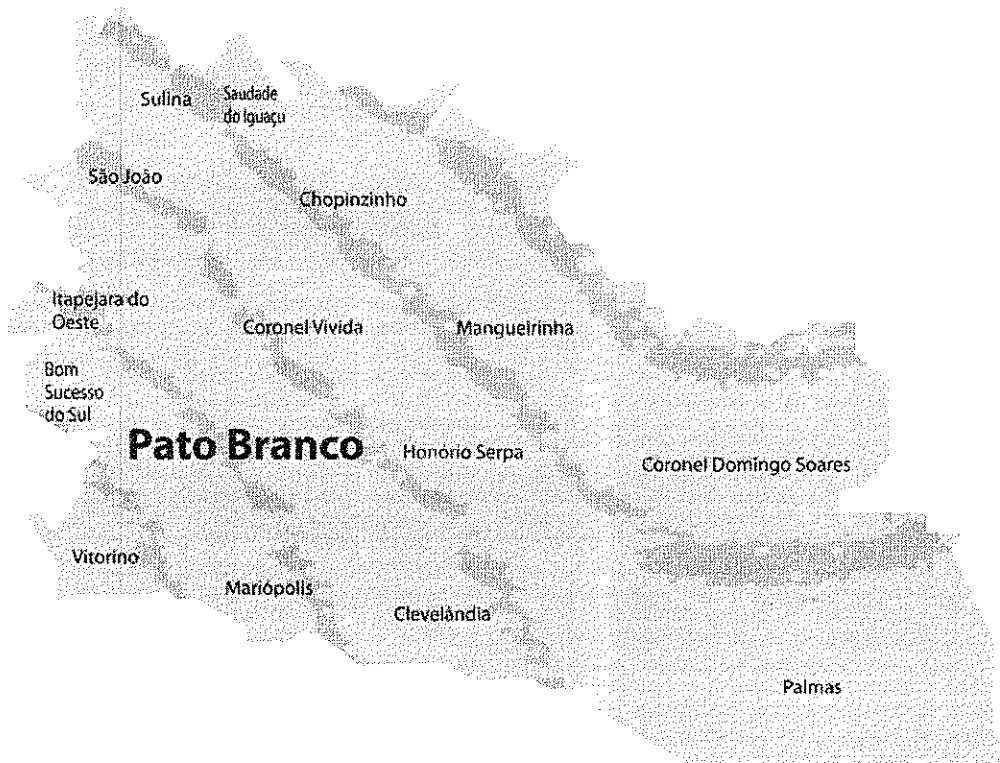 Sulina
Saudade
do Iguaçu
São João
Chopinzinho
Itapejara do
Oeste
Coronel Vivida
Mangueirinha
Bom
Sucesso
do Sul
Pato Branco
Honório Serpa
Coronel Domingo Soares
Vitorino
Mariópolis
Clevelândia
Palmas